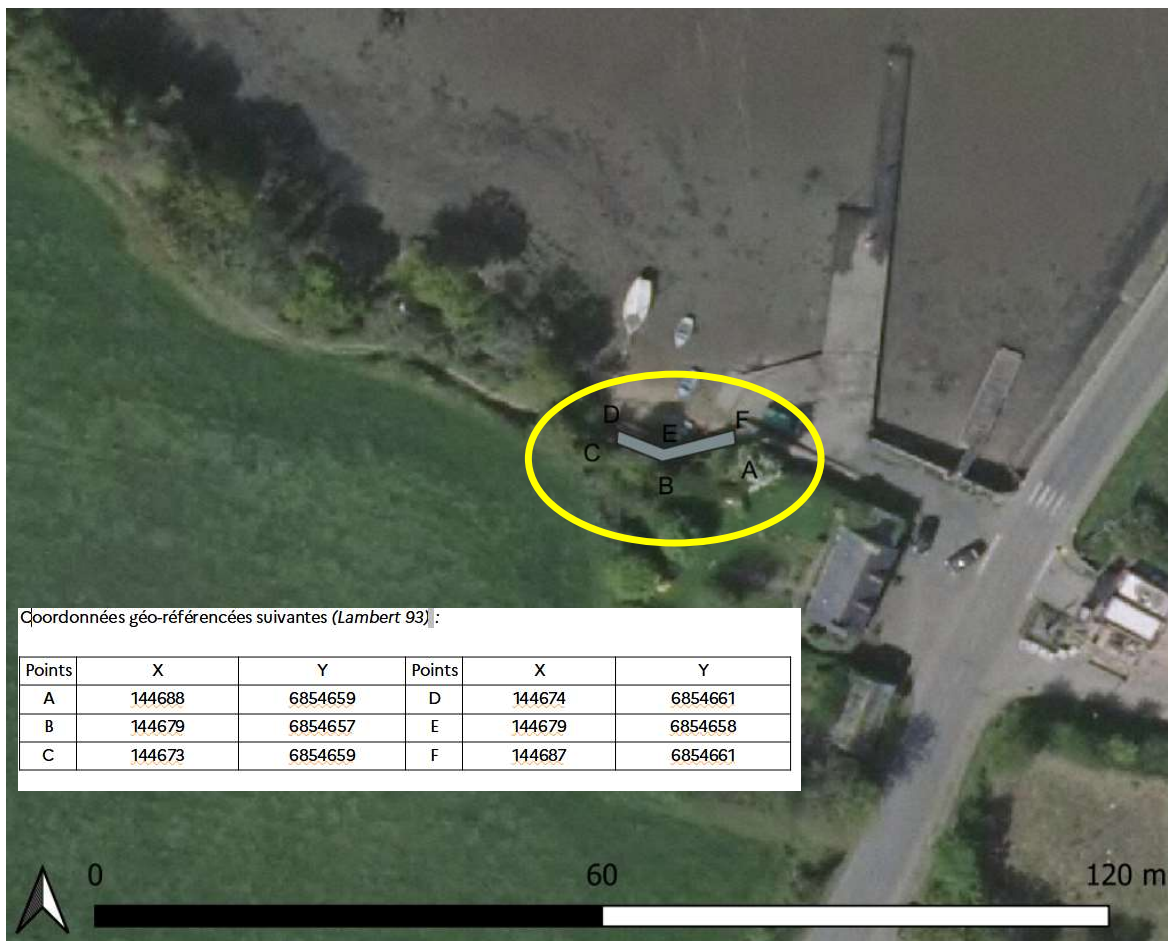 D
F
E
C
A
B
Coordonnées géo-référencées suivantes (Lambert 93) :
Points X Y Points X Y
A 144688 6854659 D 144674 6854661
B 144679 6854657 E 144679 6854658
C 144673 6854659 F 144687 6854661
0 60 120 m